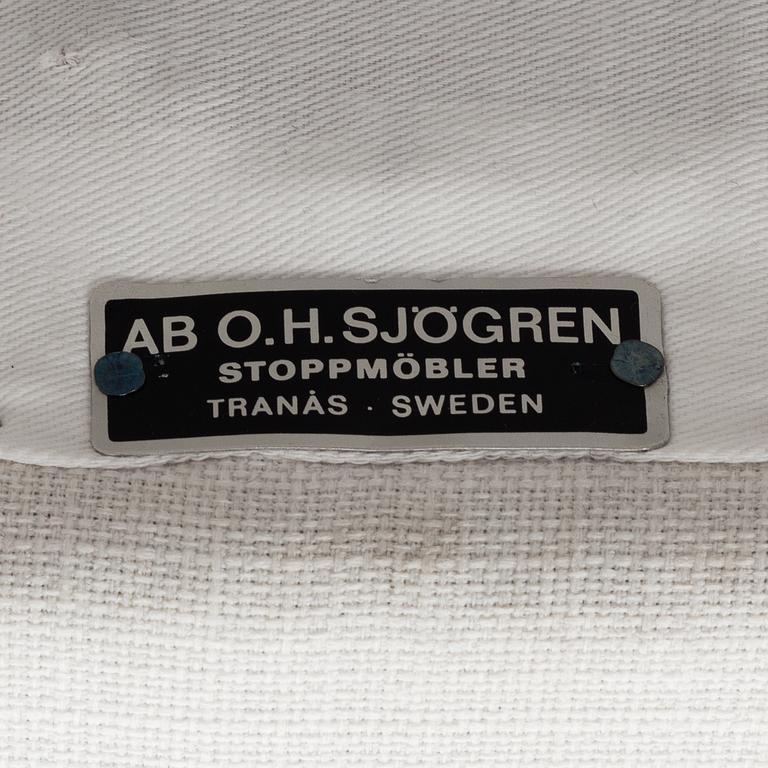 AB O.H. SJÖGREN
STOPPMÖBLER
TRANÅS · SWEDEN